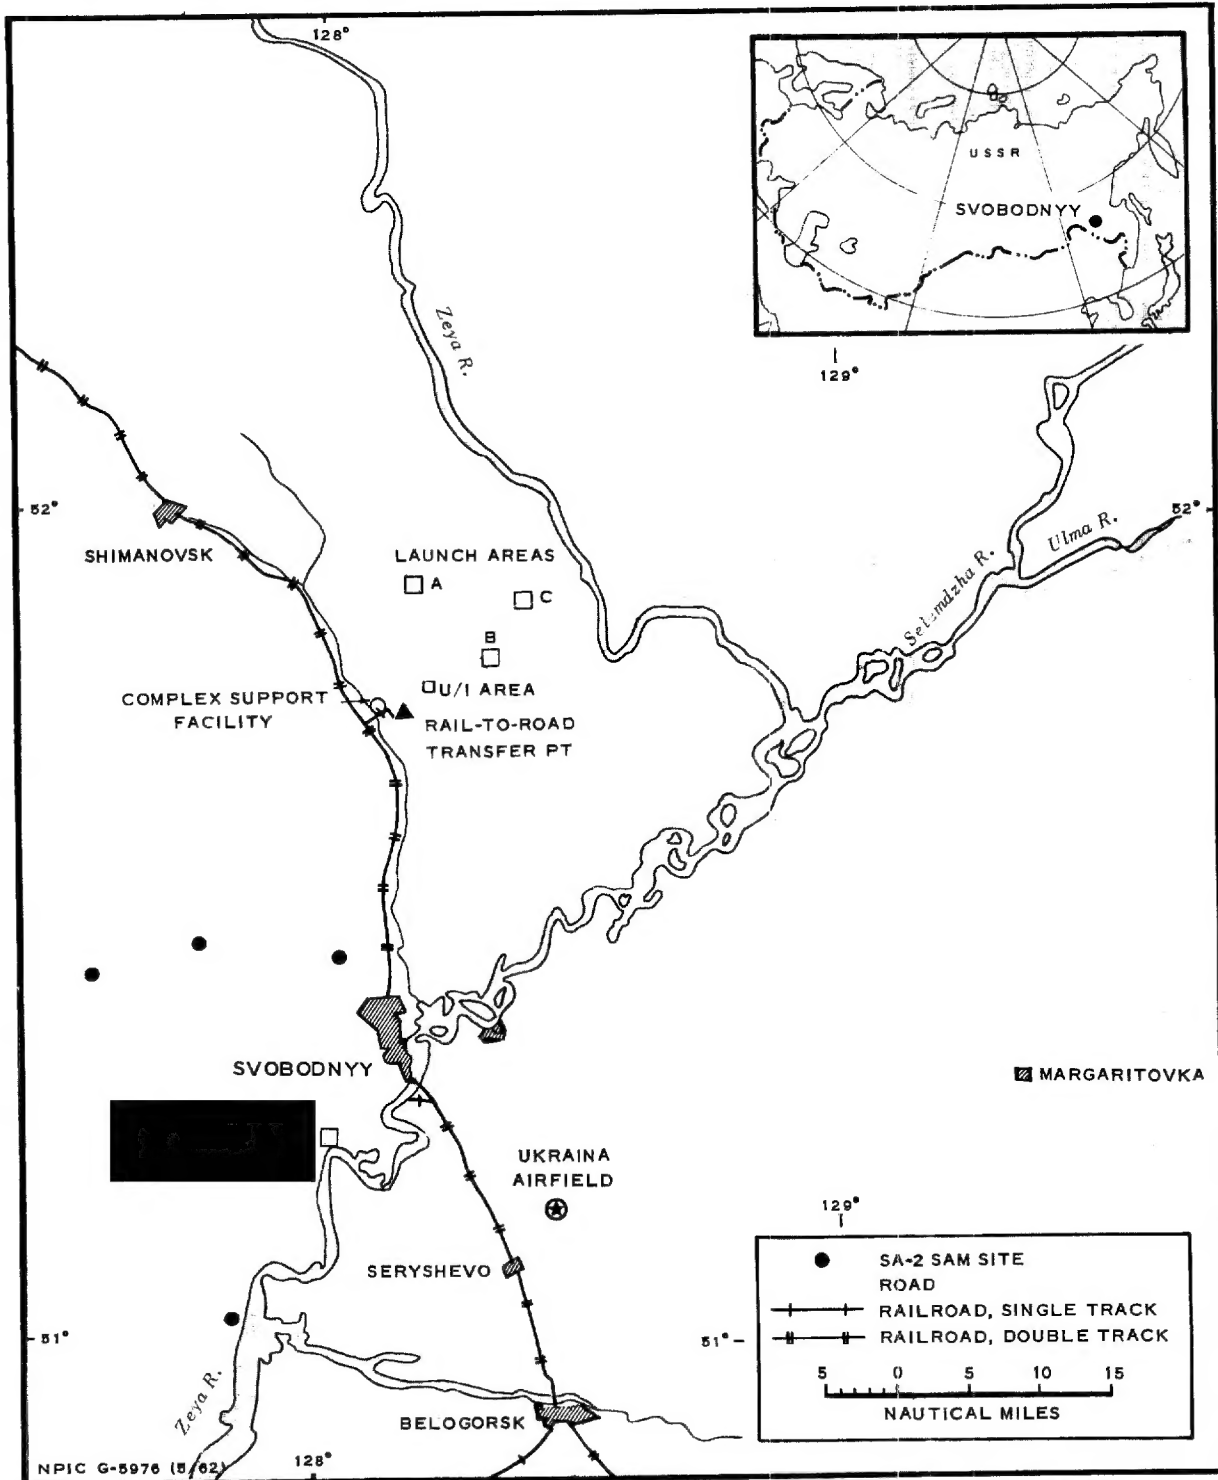 128°
USSR
SVOBODNYY
129°
Zeya R.
52°
52°
SHIMANOVSK
LAUNCH AREAS
A
C
B
U/I AREA
Selemdzha R.
Ulma R.
COMPLEX SUPPORT
FACILITY
RAIL-TO-ROAD
TRANSFER PT
SVOBODNYY
MARGARITOVKA
UKRAINA
AIRFIELD
SERYSHEVO
51°
51°
Zeya R.
BELOGORSK
129°
SA-2 SAM SITE
ROAD
RAILROAD, SINGLE TRACK
RAILROAD, DOUBLE TRACK
5 0 5 10 15
NAUTICAL MILES
NPIC G-5976 (5/62)
128°